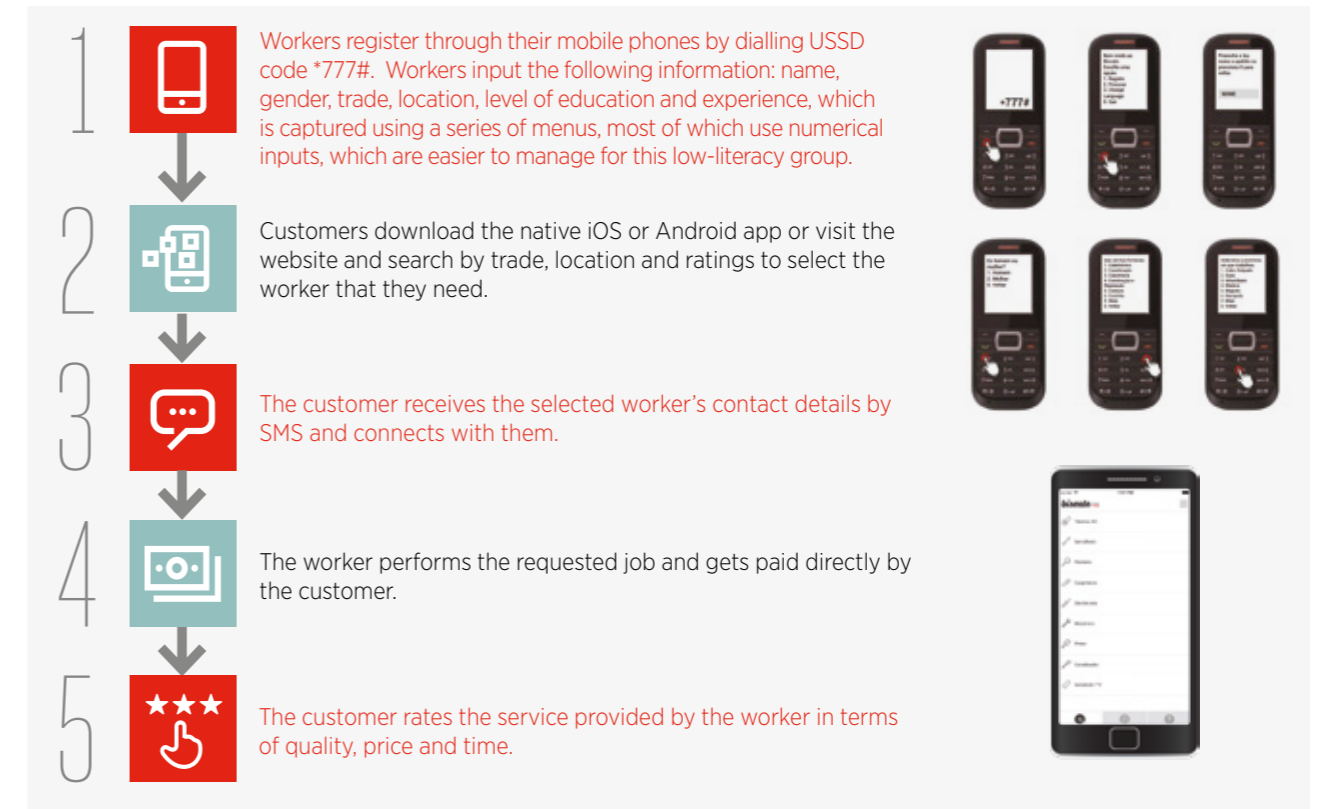 1
Workers register through their mobile phones by dialling USSD
code *777#. Workers input the following information: name,
gender, trade, location, level of education and experience, which
is captured using a series of menus, most of which use numerical
inputs, which are easier to manage for this low-literacy group.
2
Customers download the native iOS or Android app or visit the
website and search by trade, location and ratings to select the
worker that they need.
3
The customer receives the selected worker’s contact details by
SMS and connects with them.
4
The worker performs the requested job and gets paid directly by
the customer.
5
The customer rates the service provided by the worker in terms
of quality, price and time.
*777#
biscate